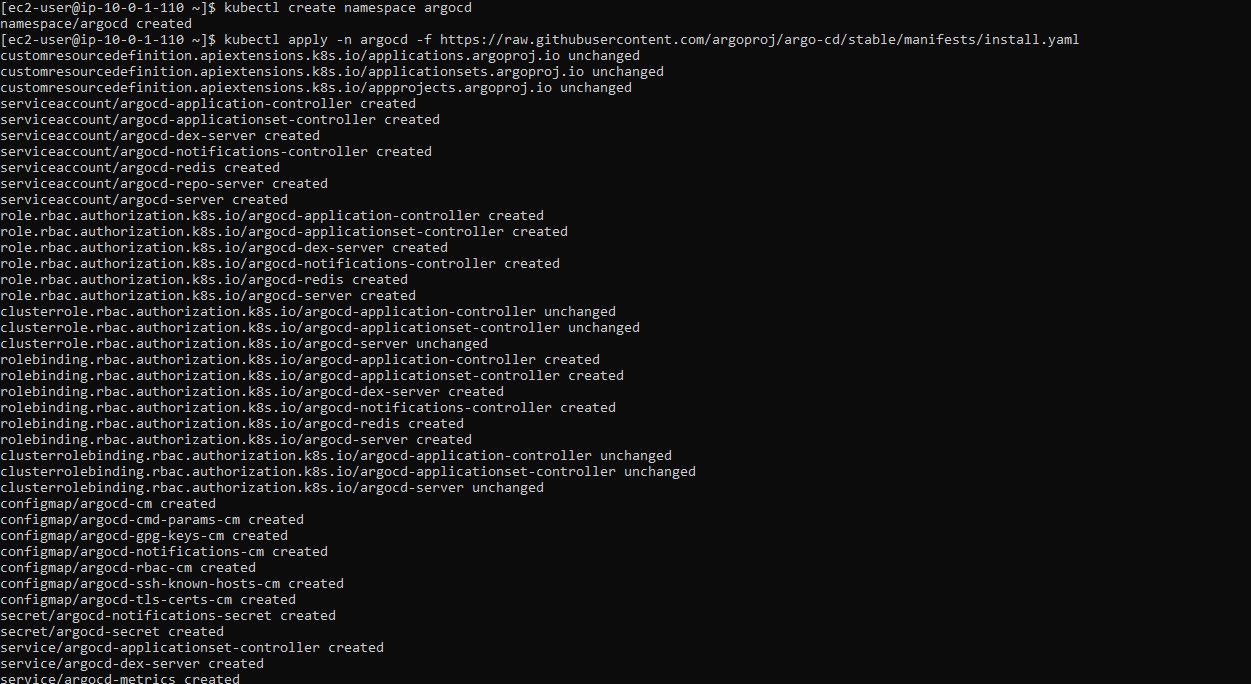 [ec2-user@ip-10-0-1-110 ~]$ kubectl create namespace argocd
namespace/argocd created
[ec2-user@ip-10-0-1-110 ~]$ kubectl apply -n argocd -f https://raw.githubusercontent.com/argoproj/argo-cd/stable/manifests/install.yaml
customresourcedefinition.apiextensions.k8s.io/applications.argoproj.io unchanged
customresourcedefinition.apiextensions.k8s.io/applicationsets.argoproj.io unchanged
customresourcedefinition.apiextensions.k8s.io/appprojects.argoproj.io unchanged
serviceaccount/argocd-application-controller created
serviceaccount/argocd-applicationset-controller created
serviceaccount/argocd-dex-server created
serviceaccount/argocd-notifications-controller created
serviceaccount/argocd-redis created
serviceaccount/argocd-repo-server created
serviceaccount/argocd-server created
role.rbac.authorization.k8s.io/argocd-application-controller created
role.rbac.authorization.k8s.io/argocd-applicationset-controller created
role.rbac.authorization.k8s.io/argocd-dex-server created
role.rbac.authorization.k8s.io/argocd-notifications-controller created
role.rbac.authorization.k8s.io/argocd-redis created
role.rbac.authorization.k8s.io/argocd-server created
clusterrole.rbac.authorization.k8s.io/argocd-application-controller unchanged
clusterrole.rbac.authorization.k8s.io/argocd-applicationset-controller unchanged
clusterrole.rbac.authorization.k8s.io/argocd-server unchanged
rolebinding.rbac.authorization.k8s.io/argocd-application-controller created
rolebinding.rbac.authorization.k8s.io/argocd-applicationset-controller created
rolebinding.rbac.authorization.k8s.io/argocd-dex-server created
rolebinding.rbac.authorization.k8s.io/argocd-notifications-controller created
rolebinding.rbac.authorization.k8s.io/argocd-redis created
rolebinding.rbac.authorization.k8s.io/argocd-server created
clusterrolebinding.rbac.authorization.k8s.io/argocd-application-controller unchanged
clusterrolebinding.rbac.authorization.k8s.io/argocd-applicationset-controller unchanged
clusterrolebinding.rbac.authorization.k8s.io/argocd-server unchanged
configmap/argocd-cm created
configmap/argocd-cmd-params-cm created
configmap/argocd-gpg-keys-cm created
configmap/argocd-notifications-cm created
configmap/argocd-rbac-cm created
configmap/argocd-ssh-known-hosts-cm created
configmap/argocd-tls-certs-cm created
secret/argocd-notifications-secret created
secret/argocd-secret created
service/argocd-applicationset-controller created
service/argocd-dex-server created
service/argocd-metrics created